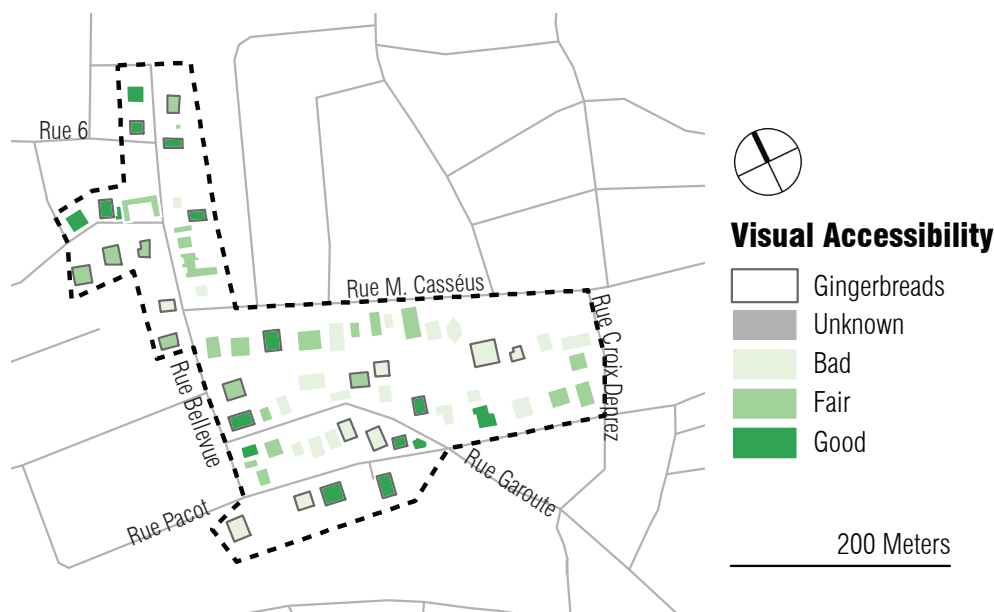 Rue 6
Rue M. Casséus
Rue Croix Deprez
Rue Bellevue
Rue Pacot
Rue Garoute
Visual Accessibility
Gingerbreads
Unknown
Bad
Fair
Good
200 Meters